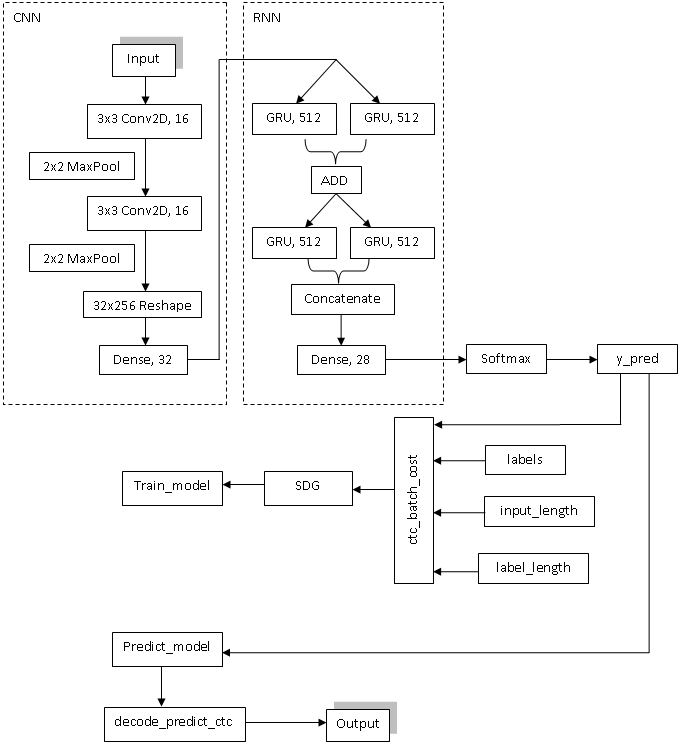 CNN
Input
3x3 Conv2D, 16
2x2 MaxPool
3x3 Conv2D, 16
2x2 MaxPool
32x256 Reshape
Dense, 32
RNN
GRU, 512
GRU, 512
ADD
GRU, 512
GRU, 512
Concatenate
Dense, 28
Softmax
y_pred
ctc_batch_cost
labels
input_length
label_length
SDG
Train_model
Predict_model
decode_predict_ctc
Output